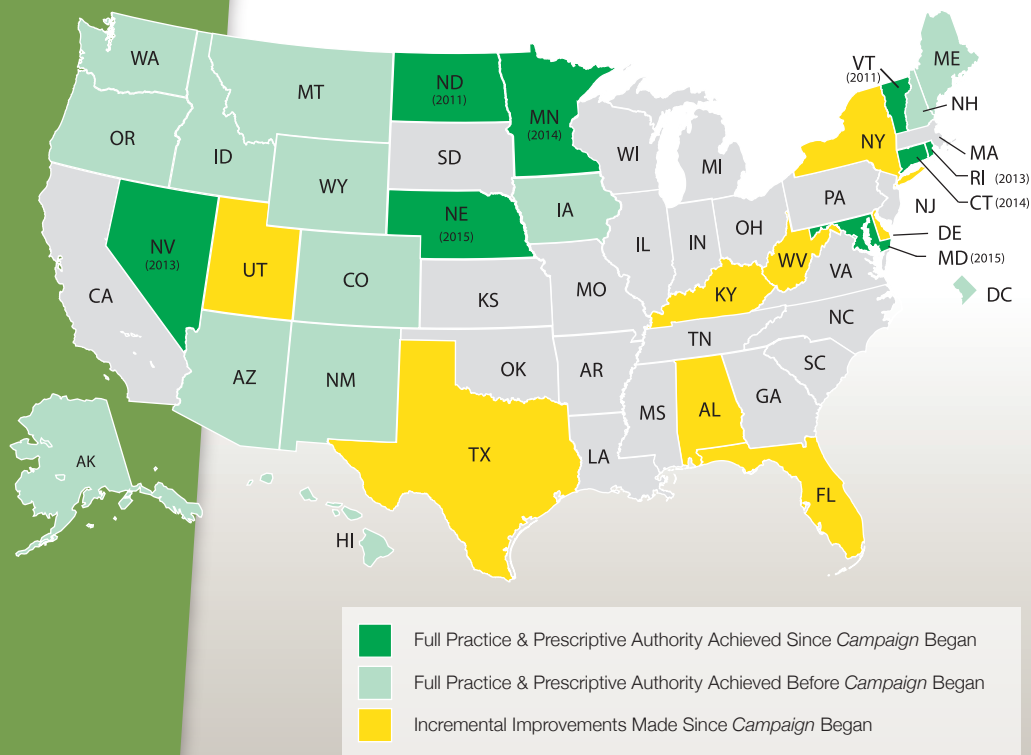 WA
OR
ID
MT
WY
NV
(2013)
CA
UT
CO
AZ
NM
AK
HI
ND
(2011)
SD
NE
(2015)
KS
OK
TX
MN
(2014)
IA
MO
AR
LA
WI
IL
MI
IN
OH
KY
TN
MS
AL
GA
FL
SC
NC
VA
WV
PA
NY
VT
(2011)
ME
NH
MA
RI (2013)
CT (2014)
NJ
DE
MD (2015)
DC
Full Practice & Prescriptive Authority Achieved Since Campaign Began
Full Practice & Prescriptive Authority Achieved Before Campaign Began
Incremental Improvements Made Since Campaign Began